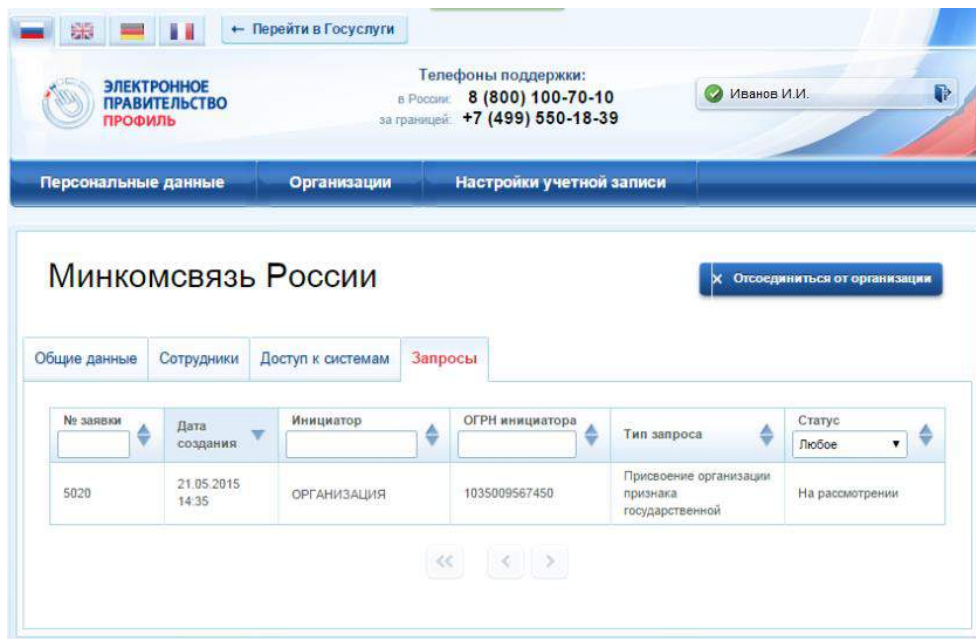 ← Перейти в Госуслуги
ЭЛЕКТРОННОЕ
ПРАВИТЕЛЬСТВО
ПРОФИЛЬ
Телефоны поддержки:
в России: 8 (800) 100-70-10
за границей: +7 (499) 550-18-39
Иванов И.И.
Персональные данные Организации Настройки учетной записи
Минкомсвязь России
× Отсоединиться от организации
Общие данные Сотрудники Доступ к системам Запросы
№ заявки
Дата
создания
Инициатор
ОГРН инициатора
Тип запроса
Статус
Любое
5020
21.05.2015
14:35
ОРГАНИЗАЦИЯ
1035009567450
Присвоение организации
признака
государственной
На рассмотрении